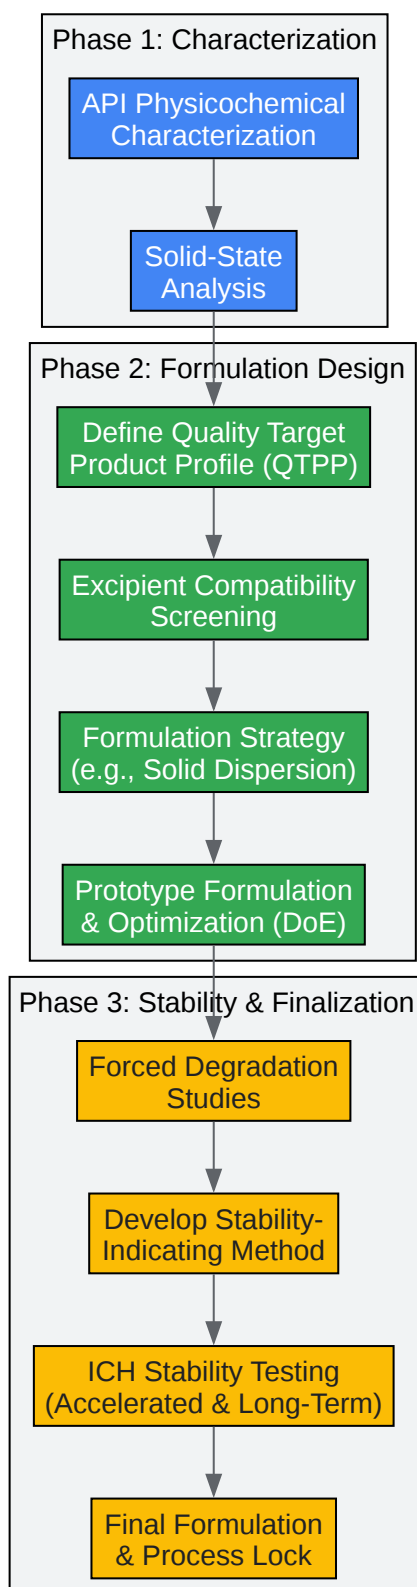 Phase 1: Characterization
API Physicochemical
Characterization
Solid-State
Analysis
Phase 2: Formulation Design
Define Quality Target
Product Profile (QTPP)
Excipient Compatibility
Screening
Formulation Strategy
(e.g., Solid Dispersion)
Prototype Formulation
& Optimization (DoE)
Phase 3: Stability & Finalization
Forced Degradation
Studies
Develop Stability-
Indicating Method
ICH Stability Testing
(Accelerated & Long-Term)
Final Formulation
& Process Lock